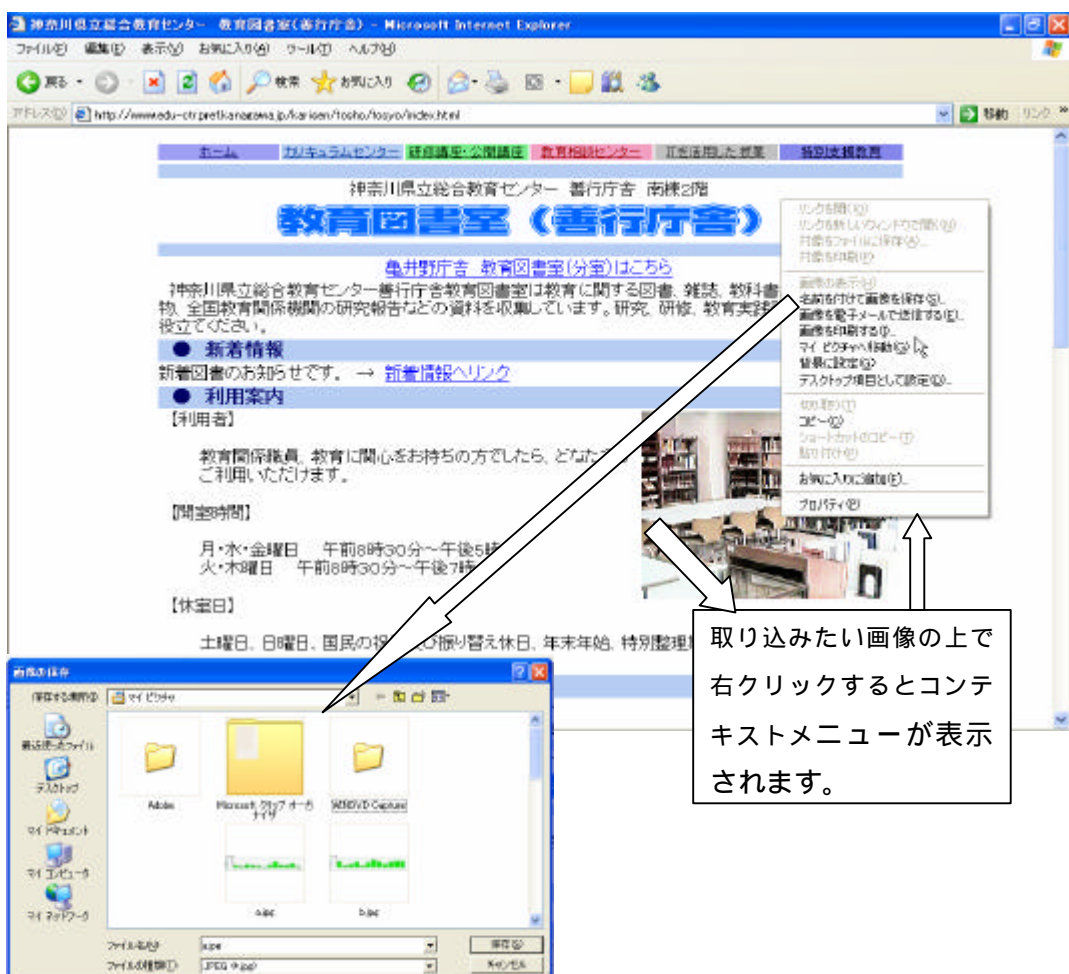 神奈川県立総合教育センター 教育図書室(善行庁舎) - Microsoft Internet Explorer
ファイル(F) 編集(E) 表示(V) お気に入り(A) ツール(T) ヘルプ(H)
戻る 検索 お気に入り
アドレス(D) 移動 リンク »
ホーム カリキュラムセンター 研修講座・公開講座 教育相談センター ITを活用した授業 特別支援教育
神奈川県立総合教育センター 善行庁舎 南棟2階
教育図書室(善行庁舎)
亀井野庁舎 教育図書室(分室)はこちら
神奈川県立総合教育センター善行庁舎教育図書室は教育に関する図書、雑誌、教科書
物、全国教育関係機関の研究報告などの資料を収集しています。研究、研修、教育実践
役立てください。
● 新着情報
新着図書のお知らせです。 → 新着情報へリンク
● 利用案内
【利用者】
教育関係職員、教育に関心をお持ちの方でしたら、どなたで
ご利用いただけます。
【開室時間】
月・水・金曜日 午前8時30分~午後5時
火・木曜日 午前8時30分~午後7時
【休室日】
土曜日、日曜日、国民の祝 び振り替え休日、年末年始、特別整理期
リンクを開く(O)
リンクを新しいウィンドウで開く(N)
対象をファイルに保存(A)...
対象を印刷(P)
画像の表示(H)
名前を付けて画像を保存(S)...
画像を電子メールで送信する(E)...
画像を印刷する(I)...
マイ ピクチャへ移動(G)
背景に設定(G)
デスクトップ項目として設定(D)...
切り取り(T)
コピー(C)
ショートカットのコピー(T)
貼り付け(P)
お気に入りに追加(F)...
プロパティ(P)
取り込みたい画像の上で
右クリックするとコンテ
キストメニューが表示
されます。
画像の保存
保存する場所(I): マイ ピクチャ
最近使ったファイル
デスクトップ
マイ ドキュメント
マイ コンピュータ
マイ ネットワーク
Adobe
Microsoft クリップ オーガ
ナイザ
WINDVD Capture
a.jpg
b.jpg
ファイル名(N): 保存(S)
ファイルの種類(T): JPEG (*.jpg) キャンセル